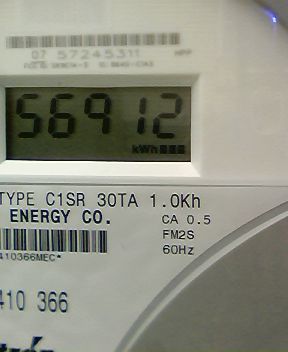 07 57245311
56912
kWh
TYPE C1SR 30TA 1.0Kh
ENERGY CO.
CA 0.5
FM2S
60Hz
410366MEC*
410 366